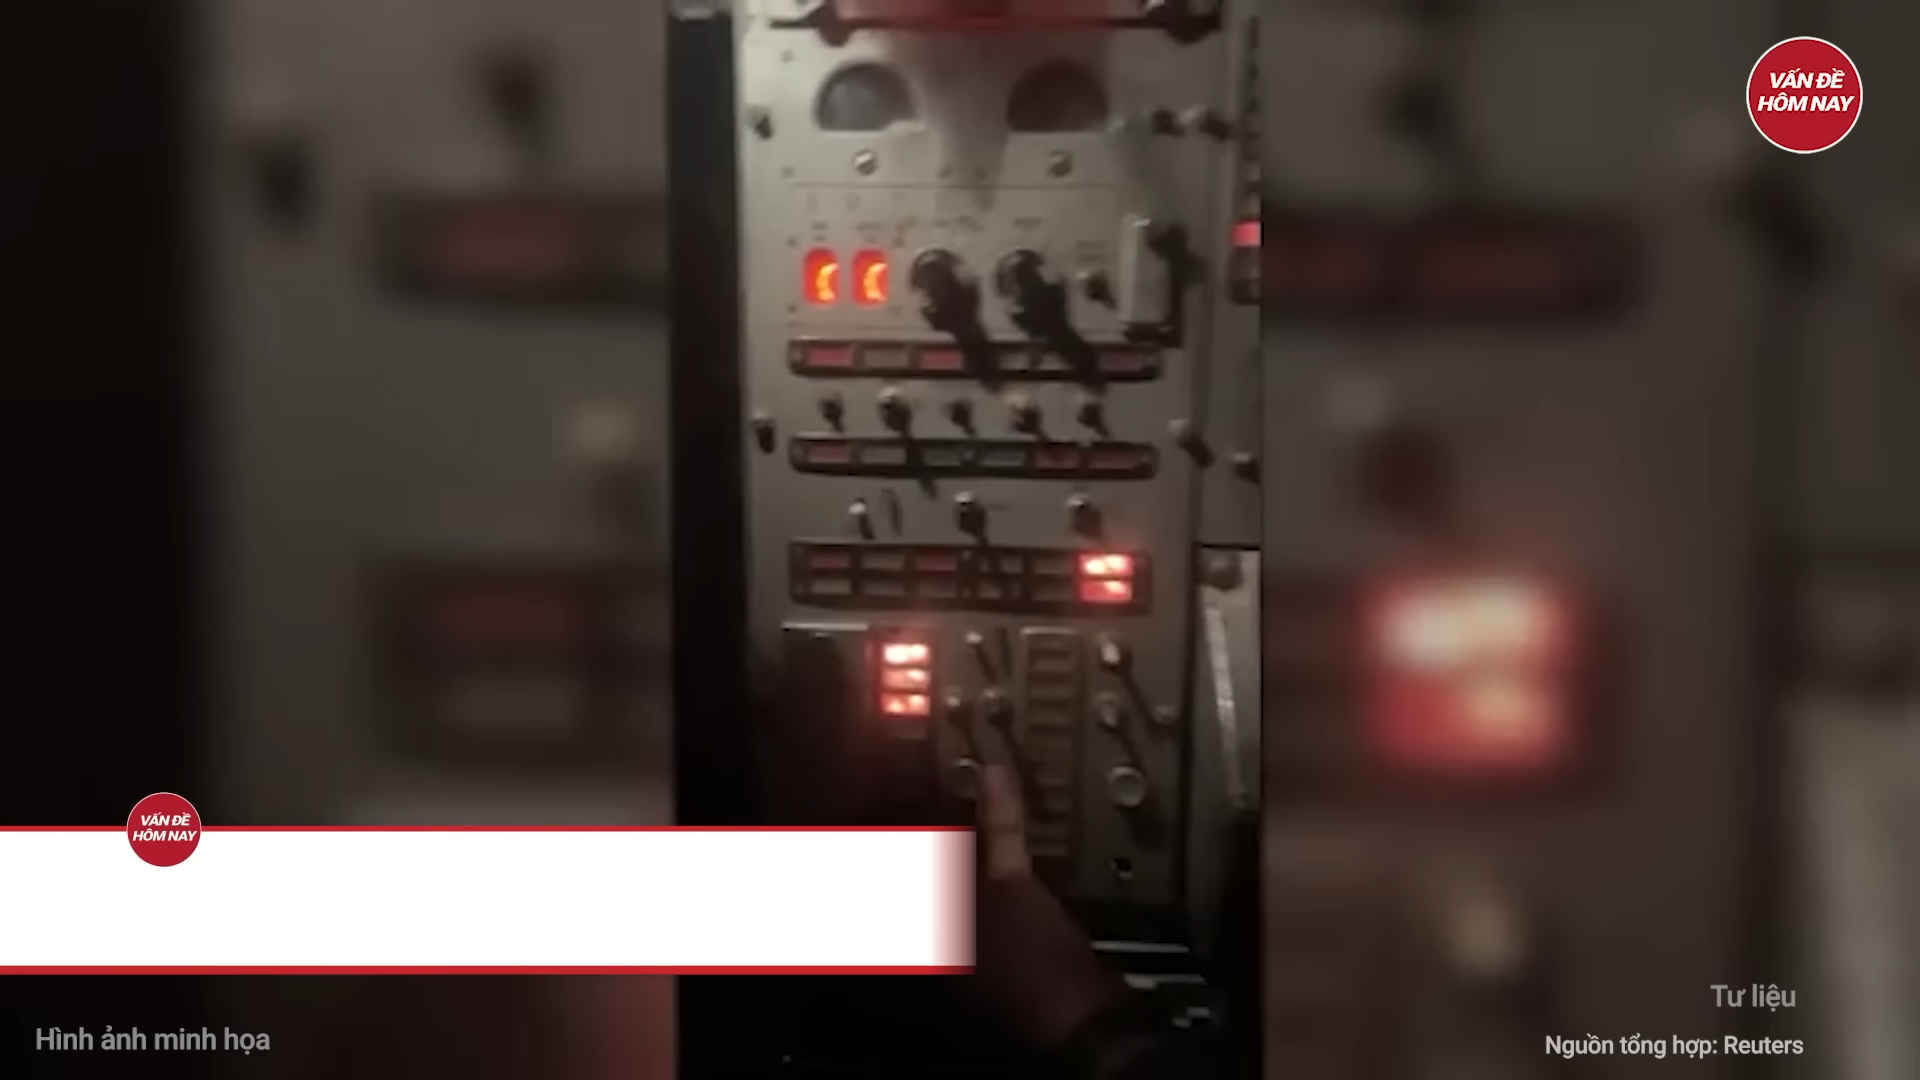 VẤN ĐỀ
HÔM NAY
VẤN ĐỀ
HÔM NAY
Tư liệu
Hình ảnh minh họa
Nguồn tổng hợp: Reuters